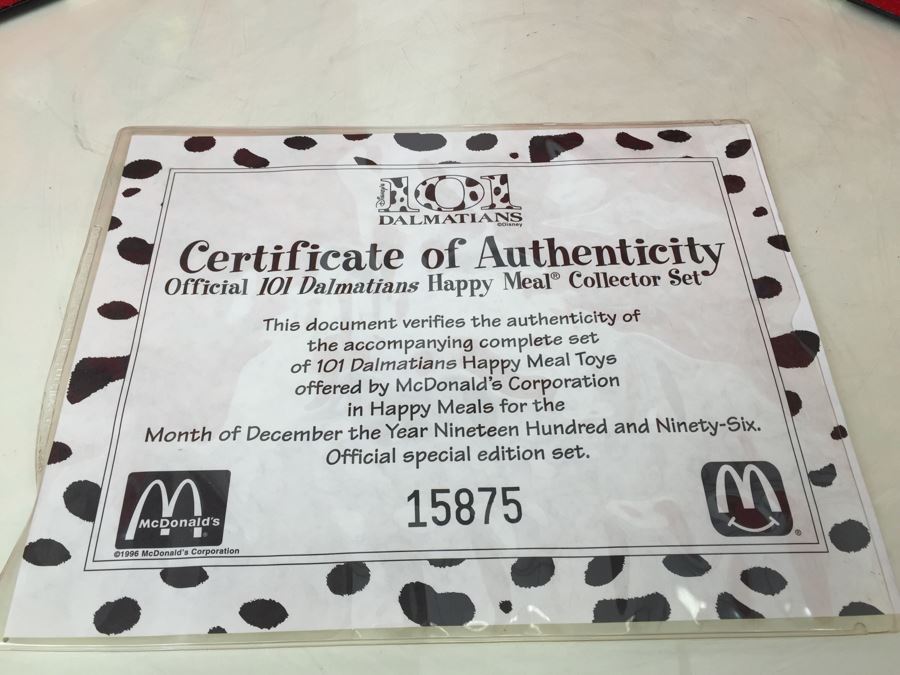 Disney's
101
DALMATIANS
©Disney
Certificate of Authenticity
Official 101 Dalmatians Happy Meal® Collector Set
This document verifies the authenticity of
the accompanying complete set
of 101 Dalmatians Happy Meal Toys
offered by McDonald's Corporation
in Happy Meals for the
Month of December the Year Nineteen Hundred and Ninety-Six.
Official special edition set.
15875
McDonald's®
©1996 McDonald's Corporation
®